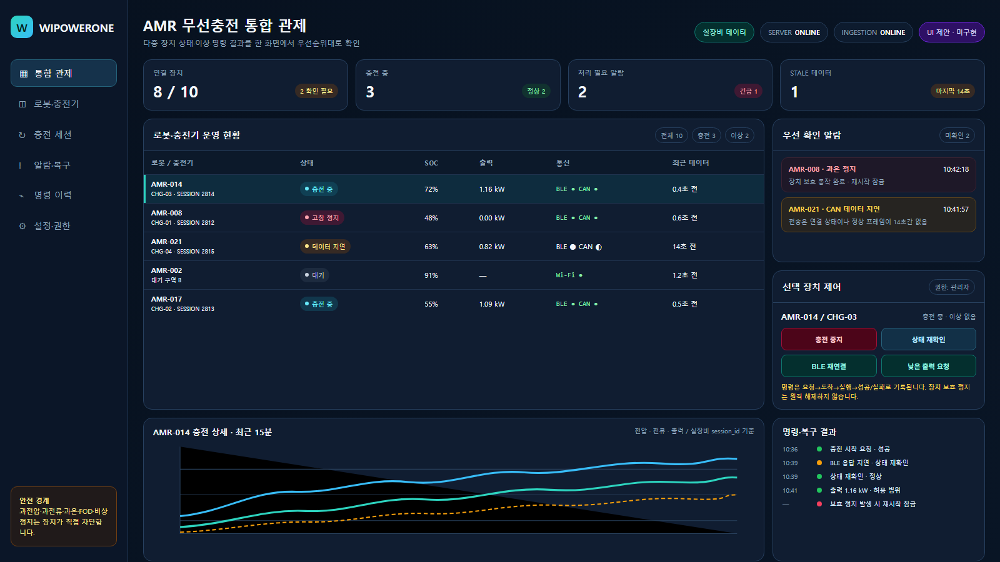 W WIPOWERONE
통합 관제
로봇·충전기
충전 세션
! 알람·복구
명령 이력
설정·권한
안전 경계
과전압·과전류·과온·FOD·비상
정지는 장치가 직접 차단합
니다.
AMR 무선충전 통합 관제
다중 장치 상태·이상·명령 결과를 한 화면에서 우선순위대로 확인
실장비 데이터
SERVER ONLINE
INGESTION ONLINE
UI 제안 · 미구현
연결 장치
8 / 10
2 확인 필요
충전 중
3
정상 2
처리 필요 알람
2
긴급 1
STALE 데이터
1
마지막 14초
로봇·충전기 운영 현황
전체 10
충전 3
이상 2
로봇 / 충전기 상태 SOC 출력 통신 최근 데이터
AMR-014
CHG-03 · SESSION 2814
충전 중 72% 1.16 kW BLE ● CAN ● 0.4초 전
AMR-008
CHG-01 · SESSION 2812
고장 정지 48% 0.00 kW BLE ● CAN ● 0.6초 전
AMR-021
CHG-04 · SESSION 2815
데이터 지연 63% 0.82 kW BLE ● CAN ◐ 14초 전
AMR-002
대기 구역 B
대기 91% — Wi-Fi ● 1.2초 전
AMR-017
CHG-02 · SESSION 2813
충전 중 55% 1.09 kW BLE ● CAN ● 0.5초 전
우선 확인 알람
미확인 2
AMR-008 · 과온 정지 10:42:18
장치 보호 동작 완료 · 재시작 잠금
AMR-021 · CAN 데이터 지연 10:41:57
전송은 연결 상태이나 정상 프레임이 14초간 없음
선택 장치 제어
권한: 관리자
AMR-014 / CHG-03 충전 중 · 이상 없음
충전 중지
상태 재확인
BLE 재연결
낮은 출력 요청
명령은 요청→도착→실행→성공/실패로 기록됩니다. 장치 보호 정지
는 원격 해제하지 않습니다.
AMR-014 충전 상세 · 최근 15분
전압 · 전류 · 출력 / 실장비 session_id 기준
명령·복구 결과
10:36 충전 시작 요청 · 성공
10:39 BLE 응답 지연 · 상태 재확인
10:39 상태 재확인 · 정상
10:41 출력 1.16 kW · 허용 범위
— 보호 정지 발생 시 재시작 잠금